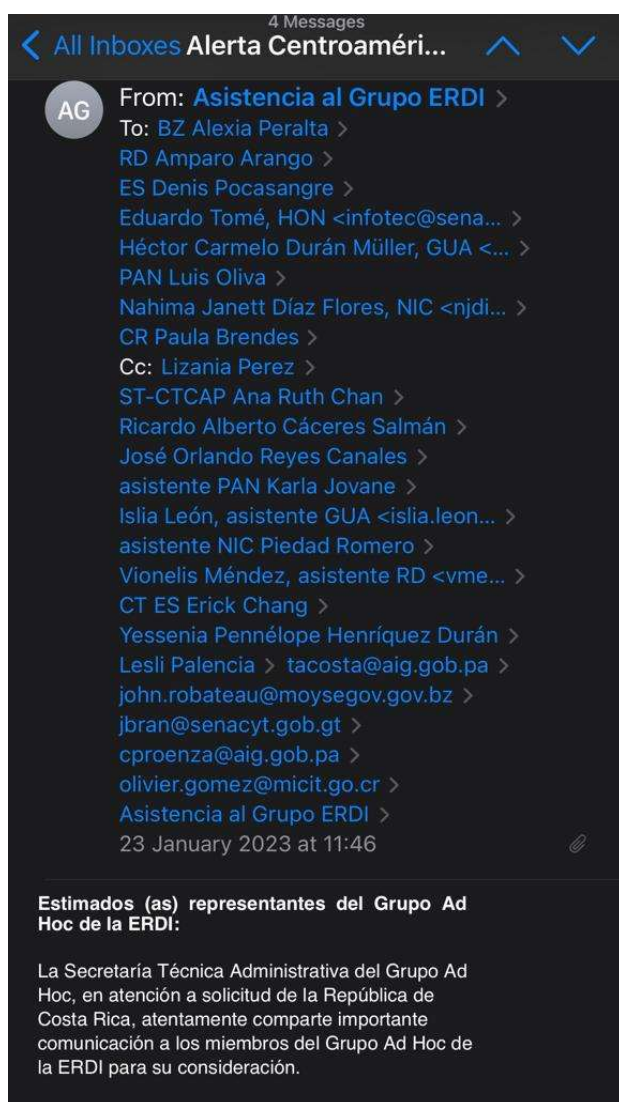 4 Messages
All Inboxes Alerta Centroaméri...
AG
From: Asistencia al Grupo ERDI >
To: BZ Alexia Peralta >
RD Amparo Arango >
ES Denis Pocasangre >
Eduardo Tomé, HON <infotec@sena... >
Héctor Carmelo Durán Müller, GUA <... >
PAN Luis Oliva >
Nahima Janett Díaz Flores, NIC <njdi... >
CR Paula Brendes >
Cc: Lizania Perez >
ST-CTCAP Ana Ruth Chan >
Ricardo Alberto Cáceres Salmán >
José Orlando Reyes Canales >
asistente PAN Karla Jovane >
Islia León, asistente GUA <islia.leon... >
asistente NIC Piedad Romero >
Vionelis Méndez, asistente RD <vme... >
CT ES Erick Chang >
Yessenia Pennélope Henríquez Durán >
Lesli Palencia > tacosta@aig.gob.pa >
john.robateau@moysegov.gov.bz >
jbran@senacyt.gob.gt >
cproenza@aig.gob.pa >
olivier.gomez@micit.go.cr >
Asistencia al Grupo ERDI >
23 January 2023 at 11:46
Estimados (as) representantes del Grupo Ad
Hoc de la ERDI:
La Secretaría Técnica Administrativa del Grupo Ad
Hoc, en atención a solicitud de la República de
Costa Rica, atentamente comparte importante
comunicación a los miembros del Grupo Ad Hoc de
la ERDI para su consideración.